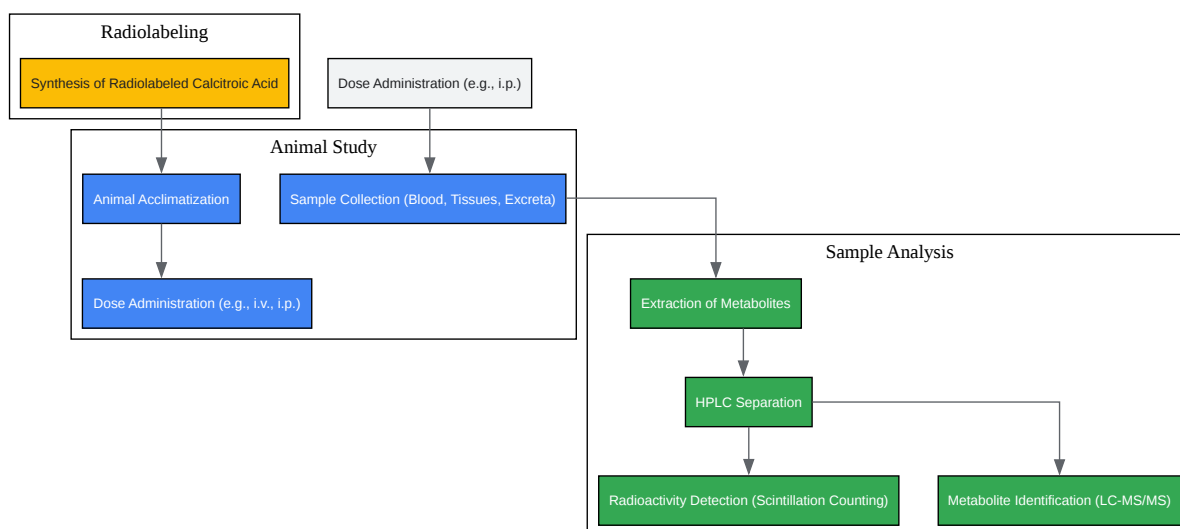 Radiolabeling
Synthesis of Radiolabeled Calcitroic Acid
Dose Administration (e.g., i.p.)
Animal Study
Animal Acclimatization
Sample Collection (Blood, Tissues, Excreta)
Dose Administration (e.g., i.v., i.p.)
Sample Analysis
Extraction of Metabolites
HPLC Separation
Radioactivity Detection (Scintillation Counting)
Metabolite Identification (LC-MS/MS)